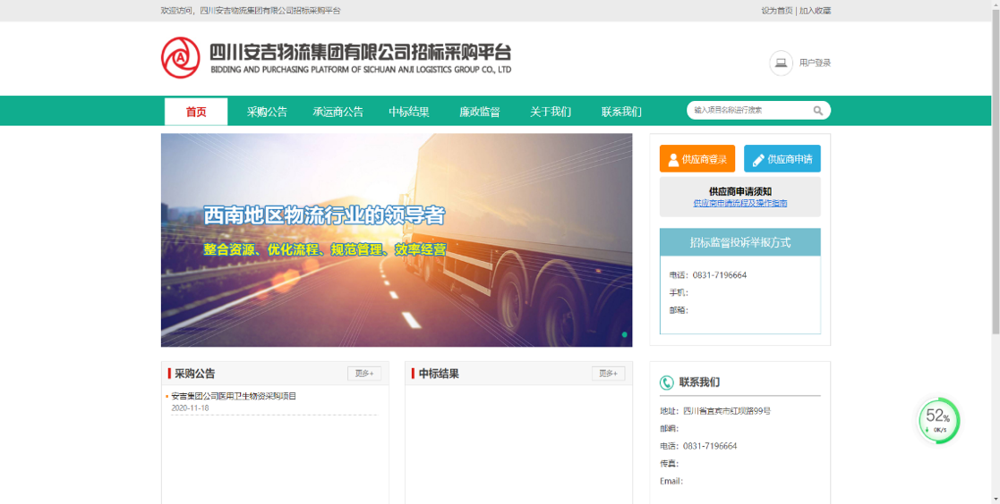 欢迎访问，四川安吉物流集团有限公司招标采购平台
设为首页 | 加入收藏
四川安吉物流集团有限公司招标采购平台
BIDDING AND PURCHASING PLATFORM OF SICHUAN ANJI LOGISTICS GROUP CO., LTD
用户登录
首页 采购公告 承运商公告 中标结果 廉政监督 关于我们 联系我们
输入项目名称进行搜索
西南地区物流行业的领导者
整合资源、优化流程、规范管理、效率经营
供应商登录 供应商申请
供应商申请须知
供应商申请流程及操作指南
招标监督投诉举报方式
电话：0831-7196664
手机：
邮箱：
采购公告 更多+
安吉集团公司医用卫生物资采购项目
2020-11-18
中标结果 更多+
联系我们
地址：四川省宜宾市红坝路99号
邮编：
电话：0831-7196664
传真：
Email：
52%
0K/s